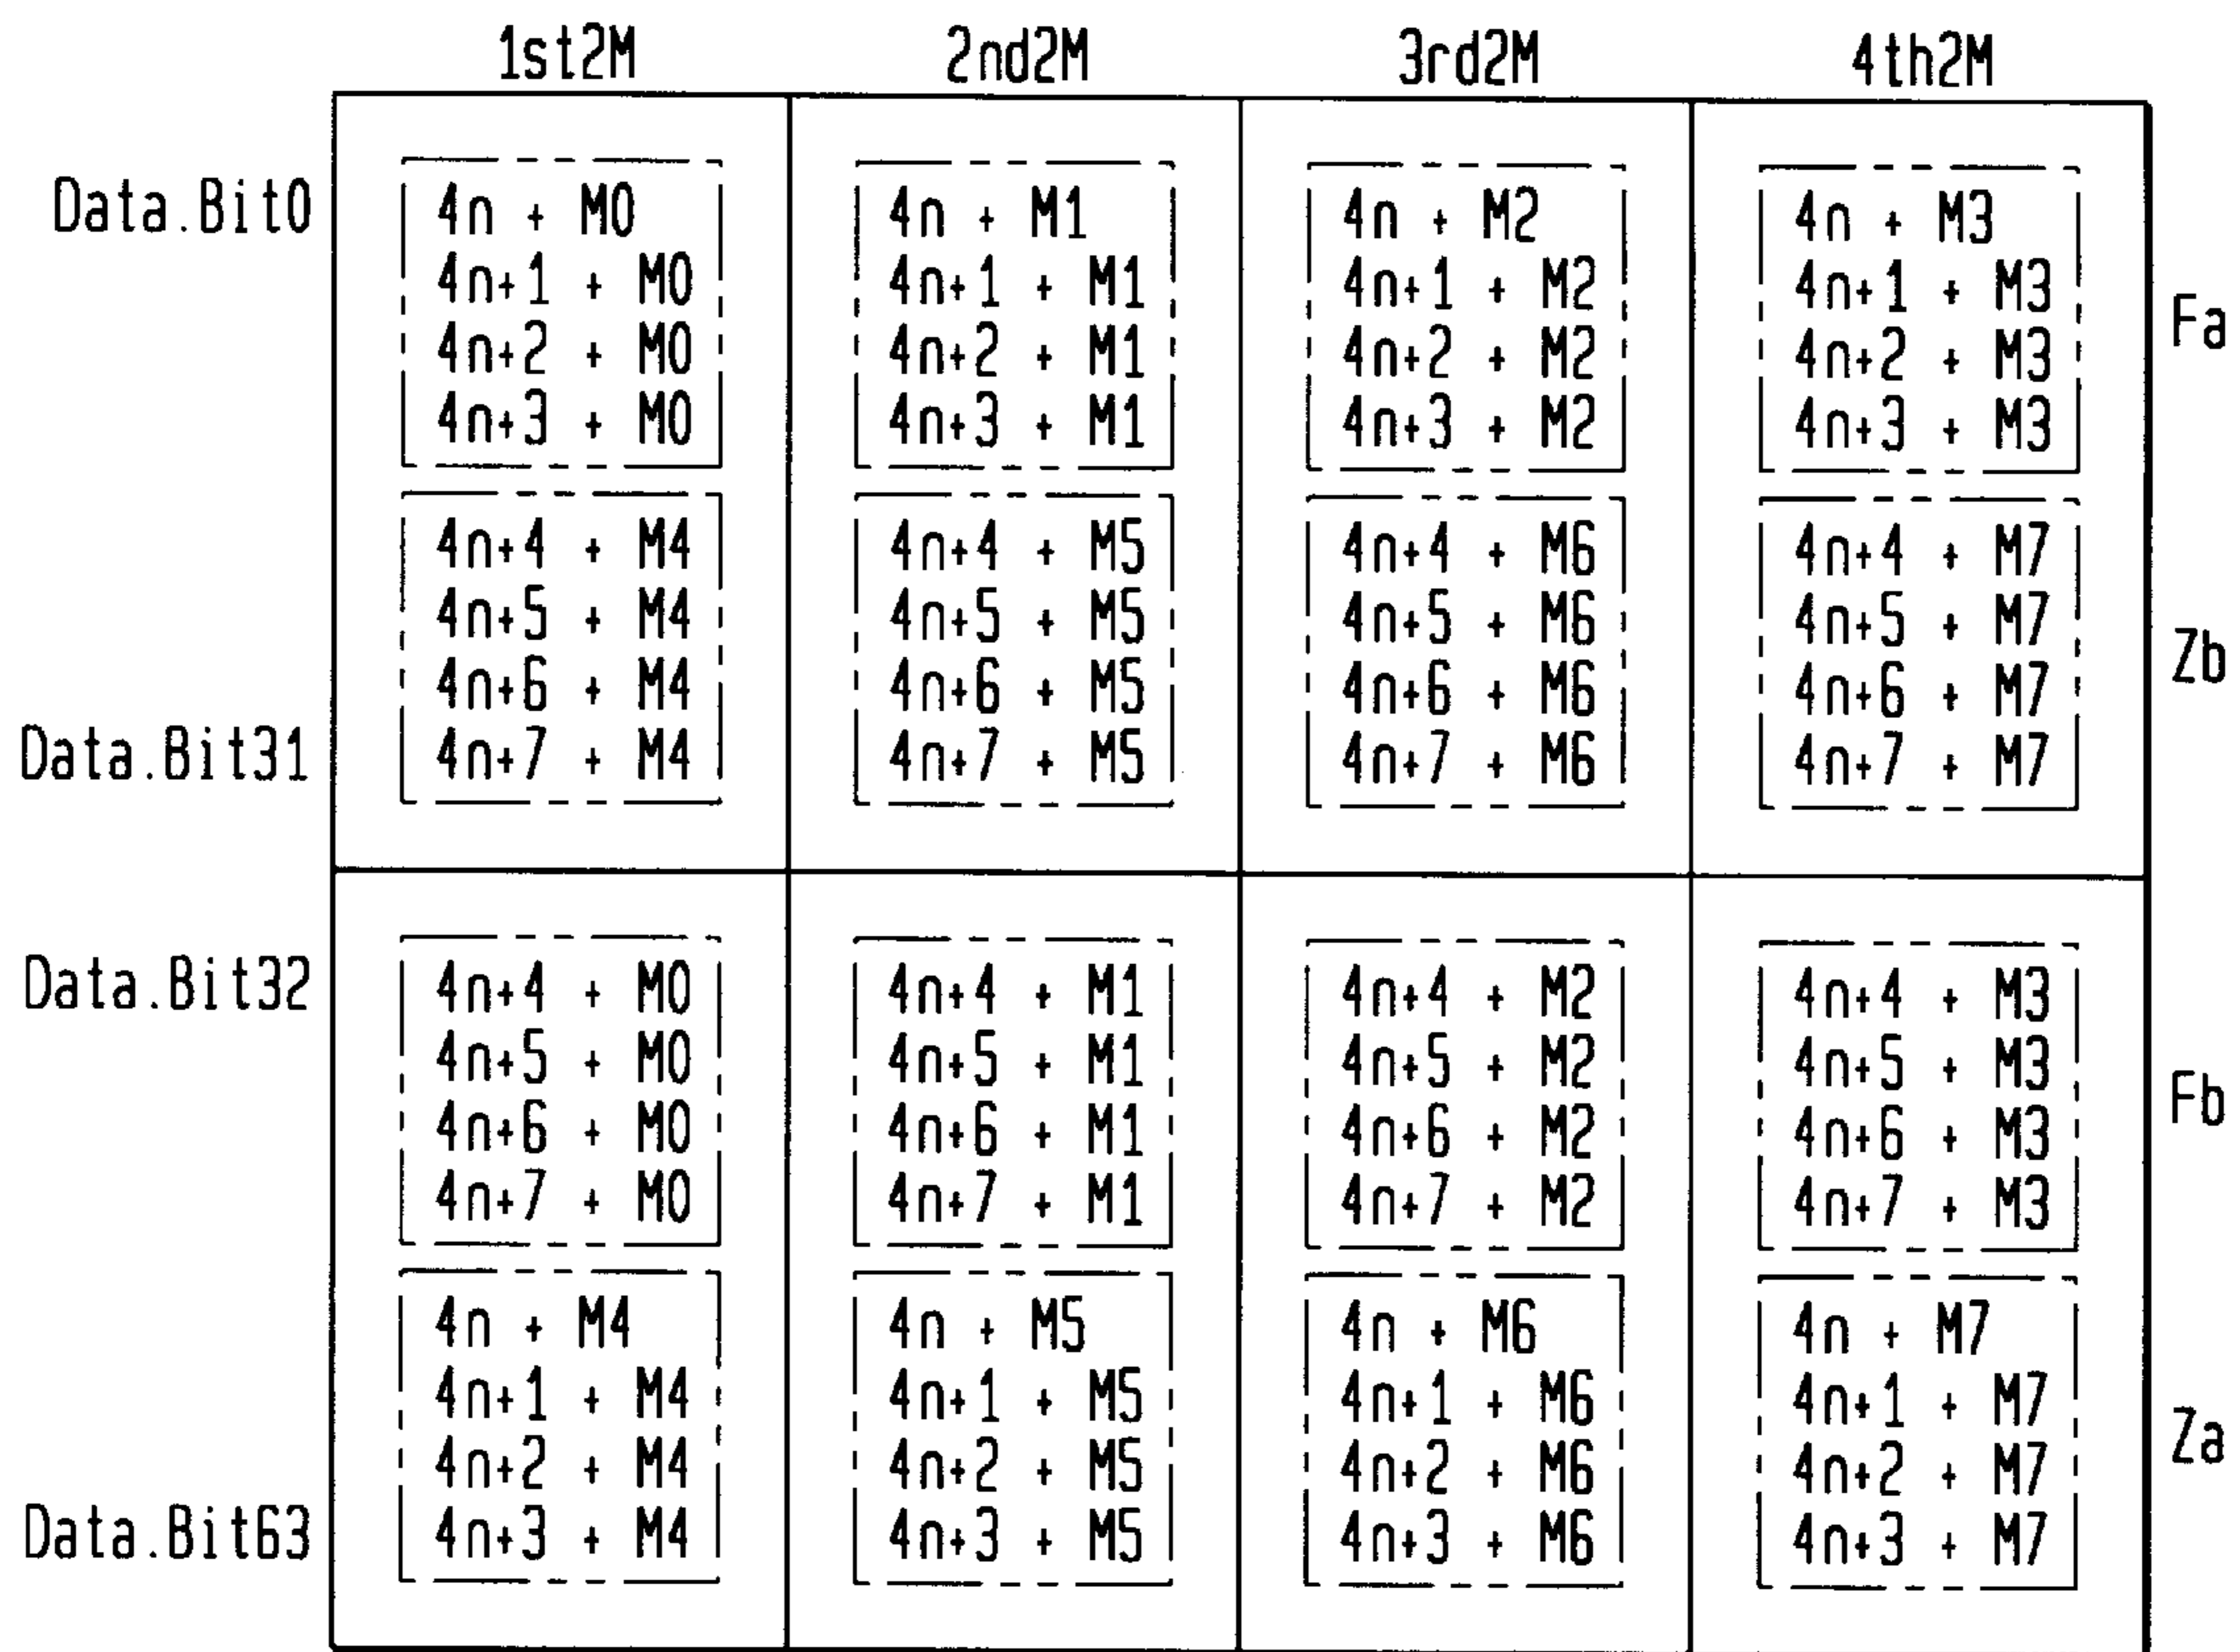 1st2M 2nd2M 3rd2M 4th2M
Data.Bit0 4n + M0 4n + M1 4n + M2 4n + M3
4n+1 + M0 4n+1 + M1 4n+1 + M2 4n+1 + M3
Fa
4n+2 + M0 4n+2 + M1 4n+2 + M2 4n+2 + M3
4n+3 + M0 4n+3 + M1 4n+3 + M2 4n+3 + M3
4n+4 + M4 4n+4 + M5 4n+4 + M6 4n+4 + M7
4n+5 + M4 4n+5 + M5 4n+5 + M6 4n+5 + M7
Zb
4n+6 + M4 4n+6 + M5 4n+6 + M6 4n+6 + M7
Data.Bit31 4n+7 + M4 4n+7 + M5 4n+7 + M6 4n+7 + M7
Data.Bit32 4n+4 + M0 4n+4 + M1 4n+4 + M2 4n+4 + M3
4n+5 + M0 4n+5 + M1 4n+5 + M2 4n+5 + M3
Fb
4n+6 + M0 4n+6 + M1 4n+6 + M2 4n+6 + M3
4n+7 + M0 4n+7 + M1 4n+7 + M2 4n+7 + M3
4n + M4 4n + M5 4n + M6 4n + M7
4n+1 + M4 4n+1 + M5 4n+1 + M6 4n+1 + M7
Za
4n+2 + M4 4n+2 + M5 4n+2 + M6 4n+2 + M7
Data.Bit63 4n+3 + M4 4n+3 + M5 4n+3 + M6 4n+3 + M7